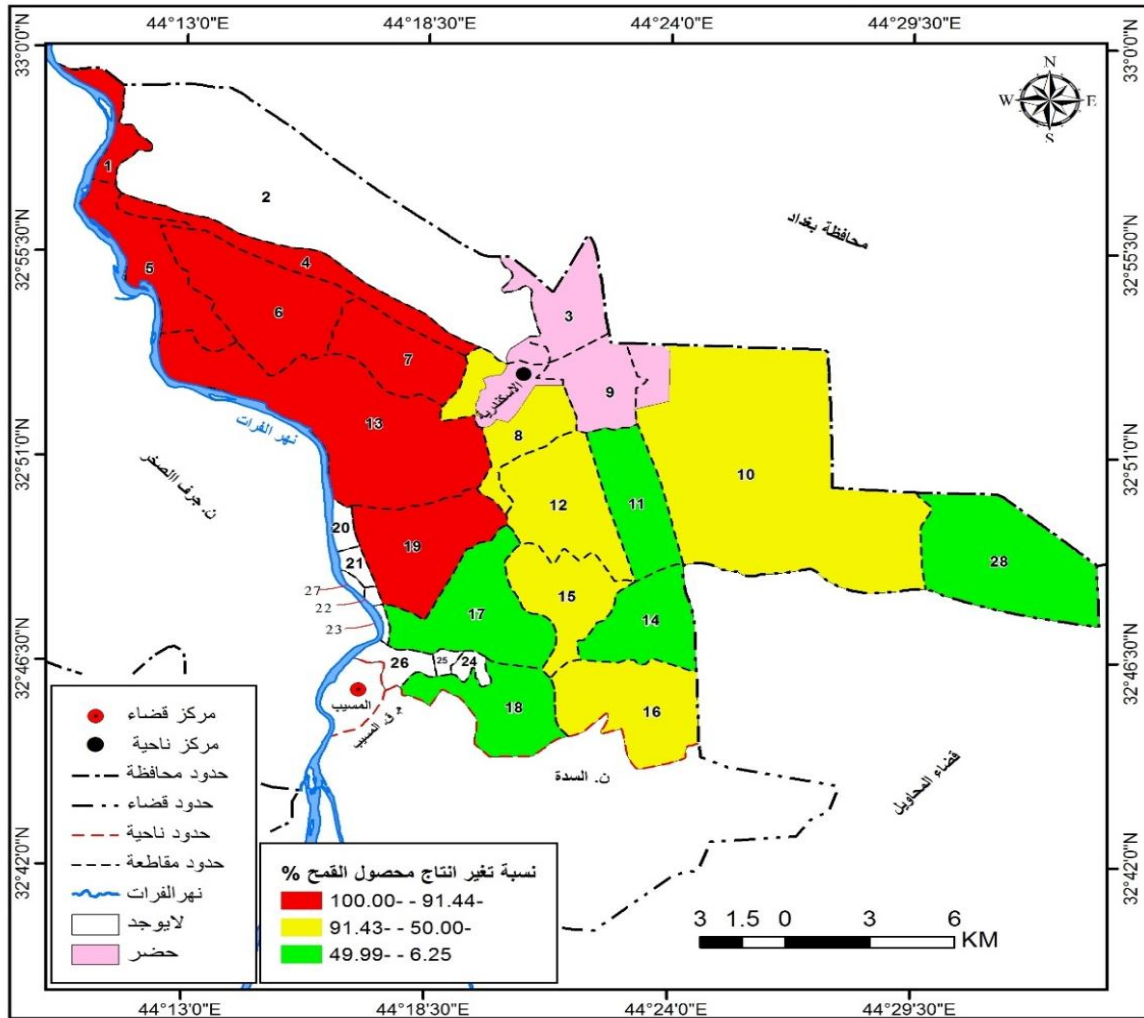 44°13'0"E 44°18'30"E 44°24'0"E 44°29'30"E
33°0'0"N 33°0'0"N
N
W E
S
1
2
محافظة بغداد
32°55'30"N 32°55'30"N
5
4
6
3
7
9
الاسكندرية
13
8
نهر الفرات
10
32°51'0"N 32°51'0"N
ن. جرف االصخر
12
11
20
19
21
28
27
15
22
17
14
23
32°46'30"N 32°46'30"N
26
25
24
المسيب
م. ق. المسيب
18
16
ن. السدة
قضاء المحاويل
مركز قضاء
مركز ناحية
حدود محافظة
حدود قضاء
حدود ناحية
حدود مقاطعة
نهرالفرات
لايوجد
حضر
32°42'0"N 32°42'0"N
نسبة تغير انتاج محصول القمح %
100.00- - 91.44-
91.43- - 50.00-
49.99- - 6.25
3 1.5 0 3 6
KM
44°13'0"E 44°18'30"E 44°24'0"E 44°29'30"E